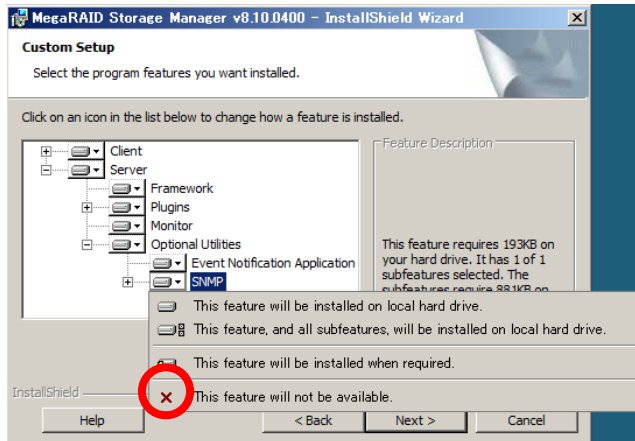 MegaRAID Storage Manager v8.10.0400 - InstallShield Wizard
Custom Setup
Select the program features you want installed.
Click on an icon in the list below to change how a feature is installed.
Client
Server
Framework
Plugins
Monitor
Optional Utilities
Event Notification Application
SNMP
Feature Description
This feature requires 193KB on
your hard drive. It has 1 of 1
subfeatures selected. The
subfeatures require 881KB on
This feature will be installed on local hard drive.
This feature, and all subfeatures, will be installed on local hard drive.
This feature will be installed when required.
This feature will not be available.
InstallShield
Help
< Back
Next >
Cancel